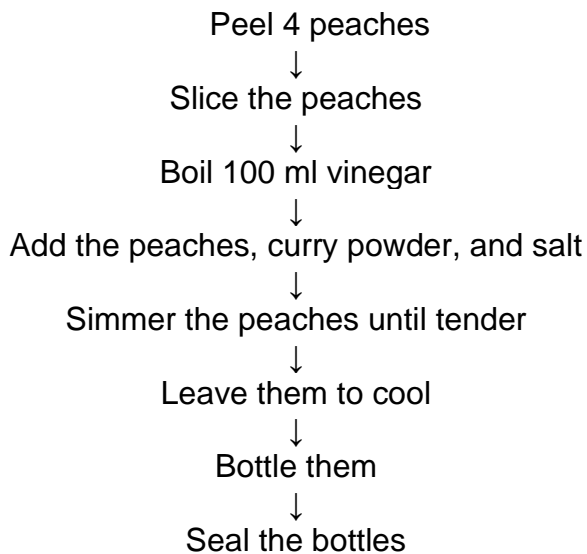 Peel 4 peaches
↓
Slice the peaches
↓
Boil 100 ml vinegar
↓
Add the peaches, curry powder, and salt
↓
Simmer the peaches until tender
↓
Leave them to cool
↓
Bottle them
↓
Seal the bottles